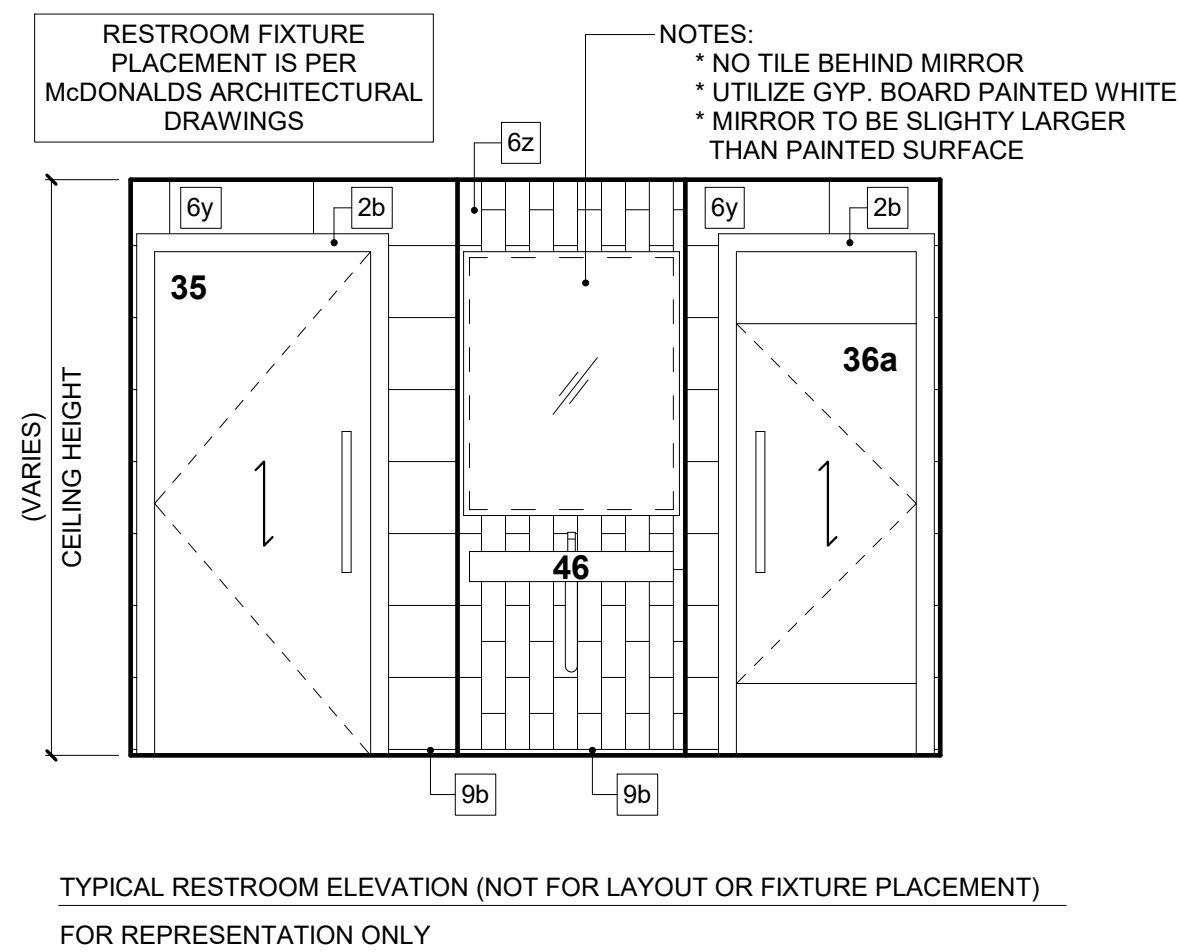 RESTROOM FIXTURE
PLACEMENT IS PER
McDONALDS ARCHITECTURAL
DRAWINGS
NOTES:
* NO TILE BEHIND MIRROR
* UTILIZE GYP. BOARD PAINTED WHITE
* MIRROR TO BE SLIGHTY LARGER
THAN PAINTED SURFACE
6z
6y
2b
6y
2b
35
36a
(VARIES)
CEILING HEIGHT
46
9b
9b
TYPICAL RESTROOM ELEVATION (NOT FOR LAYOUT OR FIXTURE PLACEMENT)
FOR REPRESENTATION ONLY